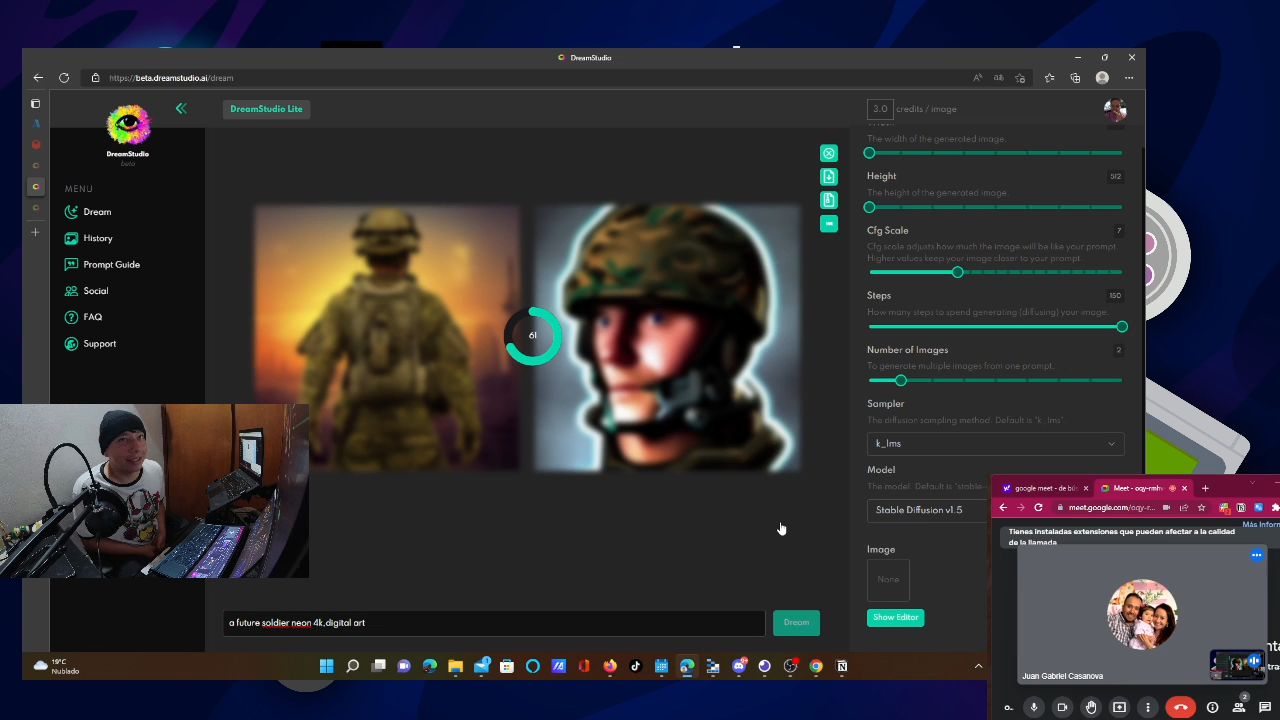 DreamStudio
https://beta.dreamstudio.ai/dream
DreamStudio
beta
DreamStudio Lite
3.0 credits / image
MENU
Dream
History
Prompt Guide
Social
FAQ
Support
61
The width of the generated image.
Height 512
The height of the generated image.
Cfg Scale 7
Cfg scale adjusts how much the image will be like your prompt.
Higher values keep your image closer to your prompt.
Steps 150
How many steps to spend generating (diffusing) your image.
Number of Images 2
To generate multiple images from one prompt.
Sampler
The diffusion sampling method. Default is "k_lms".
k_lms
Model
The model. Default is "stable-
Stable Diffusion v1.5
Image
None
Show Editor
a future soldier neon 4k,digital art
Dream
19°C
Nublado
google meet - de bús
Meet - oqy-rmh
meet.google.com/oqy-r...
Más Inform
Tienes instaladas extensiones que pueden afectar a la calidad
de la llamada
Juan Gabriel Casanova
2